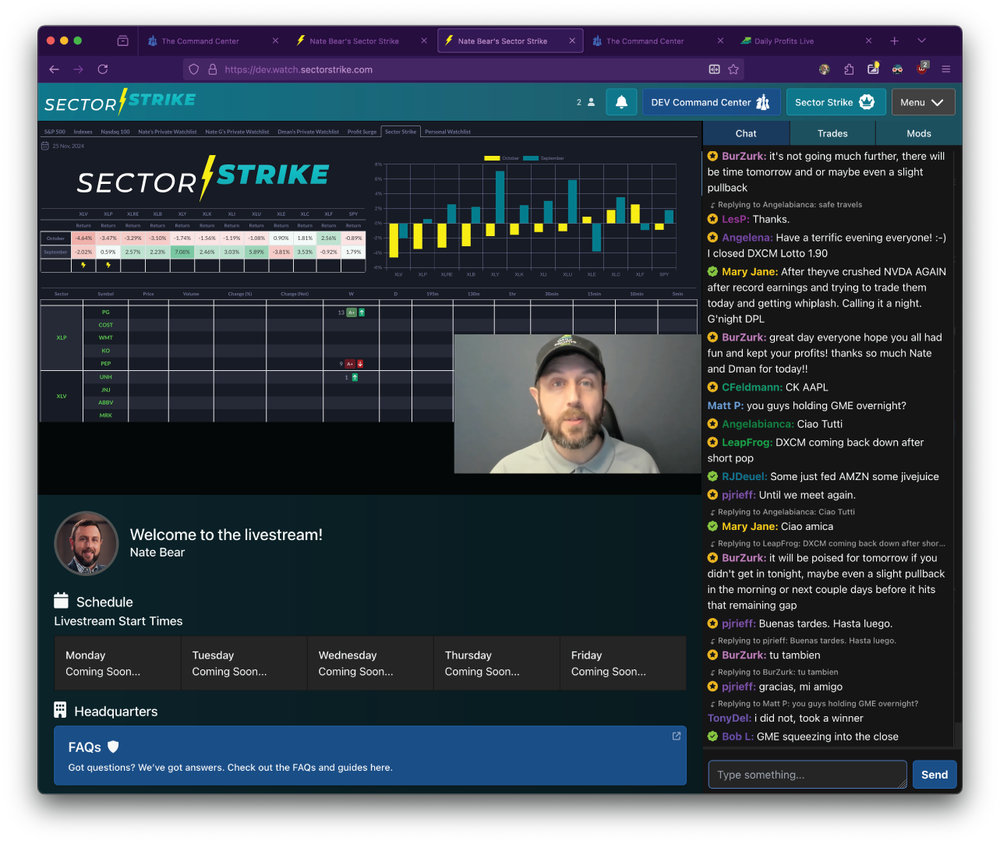 The Command Center
Nate Bear's Sector Strike
Nate Bear's Sector Strike
The Command Center
Daily Profits Live
https://dev.watch.sectorstrike.com
2
SECTOR STRIKE
2
DEV Command Center
Sector Strike
Menu
S&P 500 Indexes Nasdaq 100 Nate's Private Watchlist Nate G's Private Watchlist Dman's Private Watchlist Profit Surge Sector Strike Personal Watchlist
25 Nov, 2024
SECTOR STRIKE
XLV XLP XLRE XLB XLY XLK XLI XLU XLE XLC XLF SPY
Return Return Return Return Return Return Return Return Return Return Return Return
October -4.64% -3.47% -3.29% -3.10% -1.74% -1.56% -1.19% -1.08% 0.90% 1.81% 2.56% -0.89%
September -2.02% 0.59% 2.57% 2.23% 7.08% 2.46% 3.03% 5.89% -3.81% 3.53% -0.92% 1.79%
October September
8%
6%
4%
2%
0%
-2%
-4%
-6%
XLV XLP XLRE XLB XLY XLK XLI XLU XLE XLC XLF SPY
Sector Symbol Price Volume Change (%) Change (Net) W D 195m 130m 1hr 30min 15min 10min 5min
PG 13 A+
COST
XLP WMT
KO
PEP 9 A+
UNH 1
JNJ
XLV ABBV
MRK
Welcome to the livestream!
Nate Bear
Schedule
Livestream Start Times
Monday
Coming Soon...
Tuesday
Coming Soon...
Wednesday
Coming Soon...
Thursday
Coming Soon...
Friday
Coming Soon...
Headquarters
FAQs
Got questions? We've got answers. Check out the FAQs and guides here.
Chat Trades Mods
BurZurk: it's not going much further, there will
be time tomorrow and or maybe even a slight
pullback
Replying to Angelabianca: safe travels
LesP: Thanks.
Angelena: Have a terrific evening everyone! :-)
I closed DXCM Lotto 1.90
Mary Jane: After theyve crushed NVDA AGAIN
after record earnings and trying to trade them
today and getting whiplash. Calling it a night.
G'night DPL
BurZurk: great day everyone hope you all had
fun and kept your profits! thanks so much Nate
and Dman for today!!
CFeldmann: CK AAPL
Matt P: you guys holding GME overnight?
Angelabianca: Ciao Tutti
LeapFrog: DXCM coming back down after
short pop
RJDeuel: Some just fed AMZN some jivejuice
pjrieff: Until we meet again.
Replying to Angelabianca: Ciao Tutti
Mary Jane: Ciao amica
Replying to LeapFrog: DXCM coming back down after shor...
BurZurk: it will be poised for tomorrow if you
didn't get in tonight, maybe even a slight pullback
in the morning or next couple days before it hits
that remaining gap
pjrieff: Buenas tardes. Hasta luego.
Replying to pjrieff: Buenas tardes. Hasta luego.
BurZurk: tu tambien
Replying to BurZurk: tu tambien
pjrieff: gracias, mi amigo
Replying to Matt P: you guys holding GME overnight?
TonyDel: i did not, took a winner
Bob L: GME squeezing into the close
Type something...
Send